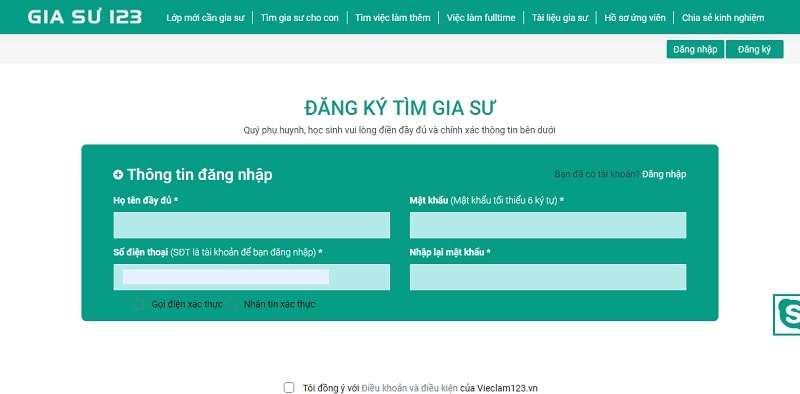 GIA SƯ 123 Lớp mới cần gia sư Tìm gia sư cho con Tìm việc làm thêm Việc làm fulltime Tài liệu gia sư Hồ sơ ứng viên Chia sẻ kinh nghiệm
Đăng nhập Đăng ký
ĐĂNG KÝ TÌM GIA SƯ
Quý phụ huynh, học sinh vui lòng điền đầy đủ và chính xác thông tin bên dưới
Thông tin đăng nhập Bạn đã có tài khoản? Đăng nhập
Họ tên đầy đủ * Mật khẩu (Mật khẩu tối thiểu 6 ký tự) *
Số điện thoại (SĐT là tài khoản để bạn đăng nhập) * Nhập lại mật khẩu *
Gọi điện xác thực Nhắn tin xác thực
S
Tôi đồng ý với Điều khoản và điều kiện của Vieclam123.vn